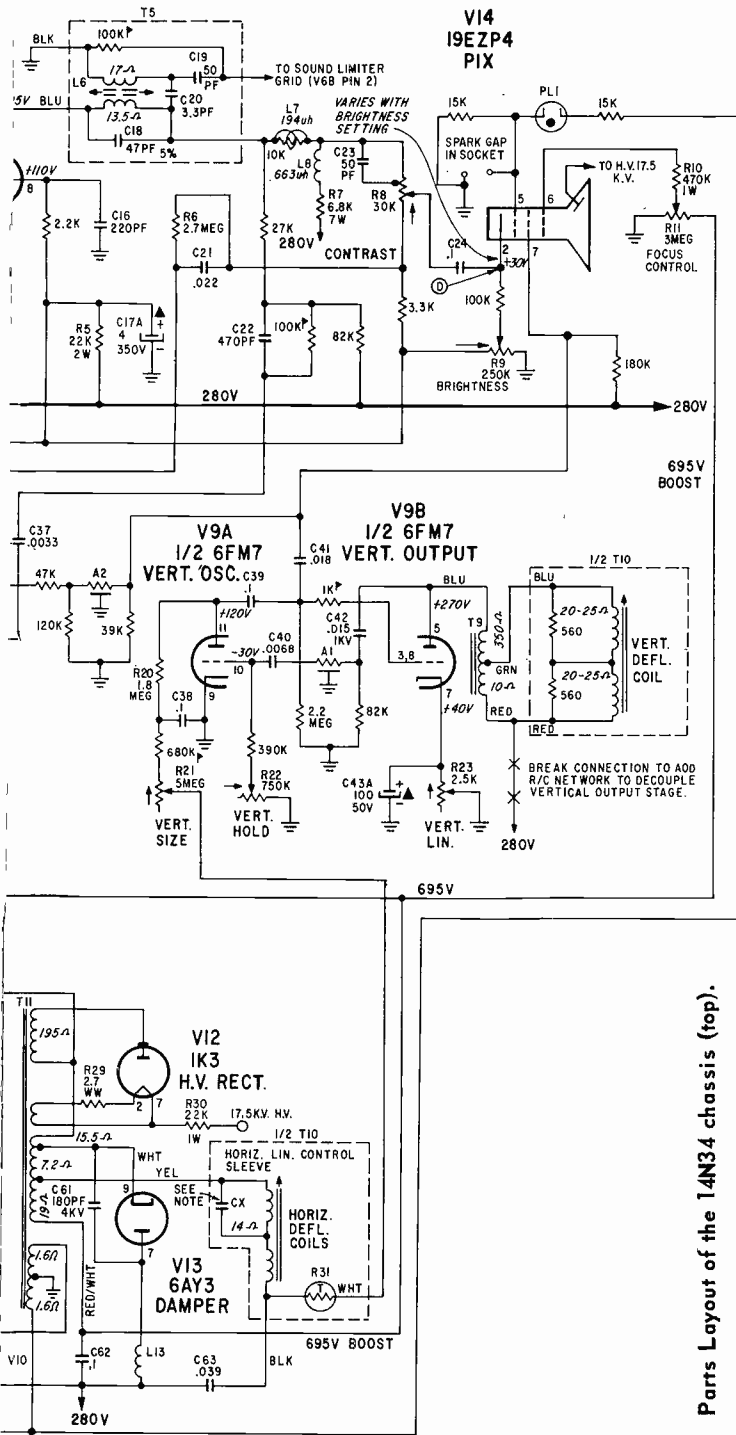 T5
BLK
100K
C19
50
PF
17Ω
L6
C20
3.3PF
TO SOUND LIMITER
GRID (V6B PIN 2)
5V BLU
13.5Ω
C18
47PF
5%
V14
19EZP4
PIX
VARIES WITH
BRIGHTNESS
SETTING
15K
PL1
15K
SPARK GAP
IN SOCKET
TO H.V. 17.5
K.V.
R10
470K
1W
R11
3MEG
FOCUS
CONTROL
5
6
2
7
+30V
D
L7
194uh
10K
L8
663uh
C23
50
PF
R8
30K
R7
6.8K
7W
280V
CONTRAST
C24
.1
100K
+110V
8
2.2K
C16
220PF
R6
2.7MEG
C21
.022
27K
3.3K
R5
22K
2W
C17A
4
350V
+
-
C22
470PF
100K
82K
R9
250K
BRIGHTNESS
180K
280V
280V
695V
BOOST
C37
.0033
47K
A2
120K
39K
V9A
1/2 6FM7
VERT. OSC.
C39
.1
+120V
11
-30V
10
9
C40
.0068
R20
1.8
MEG
C38
.1
680K
R21
5MEG
VERT.
SIZE
390K
R22
750K
VERT.
HOLD
C41
.018
V9B
1/2 6FM7
VERT. OUTPUT
1K
C42
.015
1KV
A1
2.2
MEG
82K
BLU
+270V
5
3,8
7
+40V
T9
350Ω
GRN
10Ω
RED
C43A
100
50V
+
-
R23
2.5K
VERT.
LIN.
1/2 T10
BLU
20-25Ω
560
20-25Ω
560
RED
VERT.
DEFL.
COIL
BREAK CONNECTION TO ADD
R/C NETWORK TO DECOUPLE
VERTICAL OUTPUT STAGE.
280V
695V
T11
195Ω
V12
1K3
H.V. RECT.
R29
2.7
WW
2
7
R30
22K
1W
17.5K.V. H.V.
15.5Ω
7.2Ω
19Ω
C61
180PF
4KV
WHT
YEL
9
7
V13
6AY3
DAMPER
1/2 T10
HORIZ. LIN. CONTROL
SLEEVE
SEE
NOTE
CX
14Ω
HORIZ.
DEFL.
COILS
R31
T
WHT
1.6Ω
1.6Ω
RED/WHT
695V BOOST
V10
C62
.1
L13
C63
.039
BLK
280V
Parts Layout of the 14N34 chassis (top).